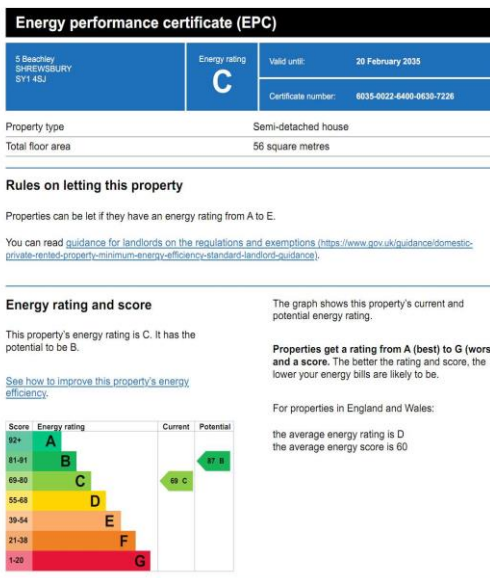 Energy performance certificate (EPC)
5 Beachley
SHREWSBURY
SY1 4SJ
Energy rating
C
Valid until: 20 February 2035
Certificate number: 6035-0022-6400-0630-7226
Property type Semi-detached house
Total floor area 56 square metres
Rules on letting this property
Properties can be let if they have an energy rating from A to E.
You can read guidance for landlords on the regulations and exemptions (https://www.gov.uk/guidance/domestic-
private-rented-property-minimum-energy-efficiency-standard-landlord-guidance).
Energy rating and score
This property's energy rating is C. It has the
potential to be B.
See how to improve this property's energy
efficiency.
Score Energy rating Current Potential
92+ A
81-91 B 87 B
69-80 C 69 C
55-68 D
39-54 E
21-38 F
1-20 G
The graph shows this property's current and
potential energy rating.
Properties get a rating from A (best) to G (wors
and a score. The better the rating and score, the
lower your energy bills are likely to be.
For properties in England and Wales:
the average energy rating is D
the average energy score is 60